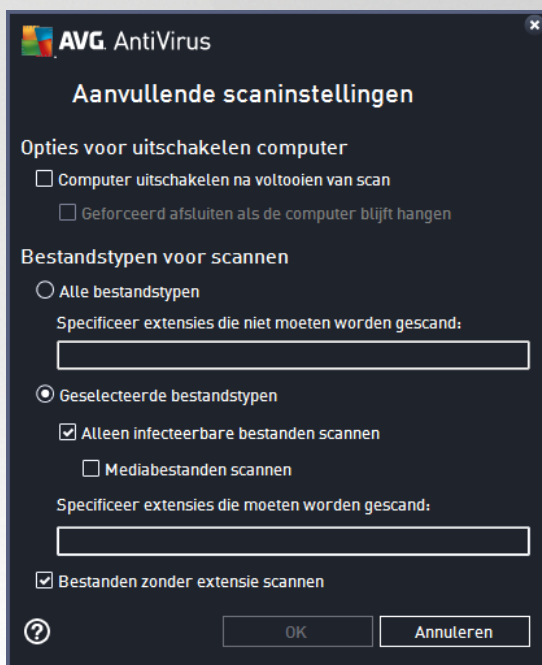 AVG. AntiVirus
Aanvullende scaninstellingen
Opties voor uitschakelen computer
Computer uitschakelen na voltooien van scan
Geforceerd afsluiten als de computer blijft hangen
Bestandstypen voor scannen
Alle bestandstypen
Specificeer extensies die niet moeten worden gescand:
Geselecteerde bestandstypen
Alleen infecteerbare bestanden scannen
Mediabestanden scannen
Specificeer extensies die moeten worden gescand:
Bestanden zonder extensie scannen
?
OK
Annuleren